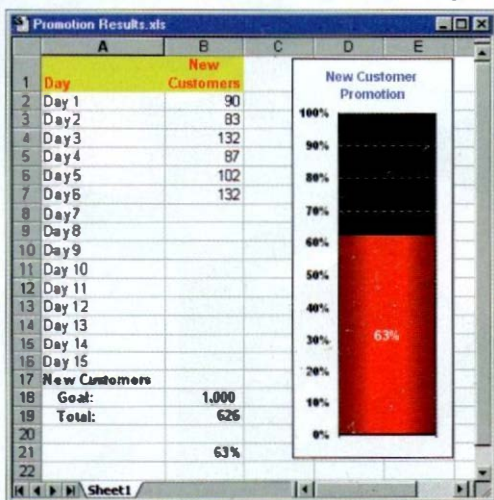 Promotion Results.xls
A B C D E
1 Day New Customers
2 Day 1 90
3 Day2 83
4 Day3 132
5 Day4 87
6 Day5 102
7 Day6 132
8 Day7
9 Day8
10 Day9
11 Day 10
12 Day 11
13 Day 12
14 Day 13
15 Day 14
16 Day 15
17 New Customers
18 Goal: 1,000
19 Total: 626
20
21 63%
22
New Customer
Promotion
100%
90%
80%
70%
60%
50%
40%
30%
20%
10%
0%
63%
Sheet1